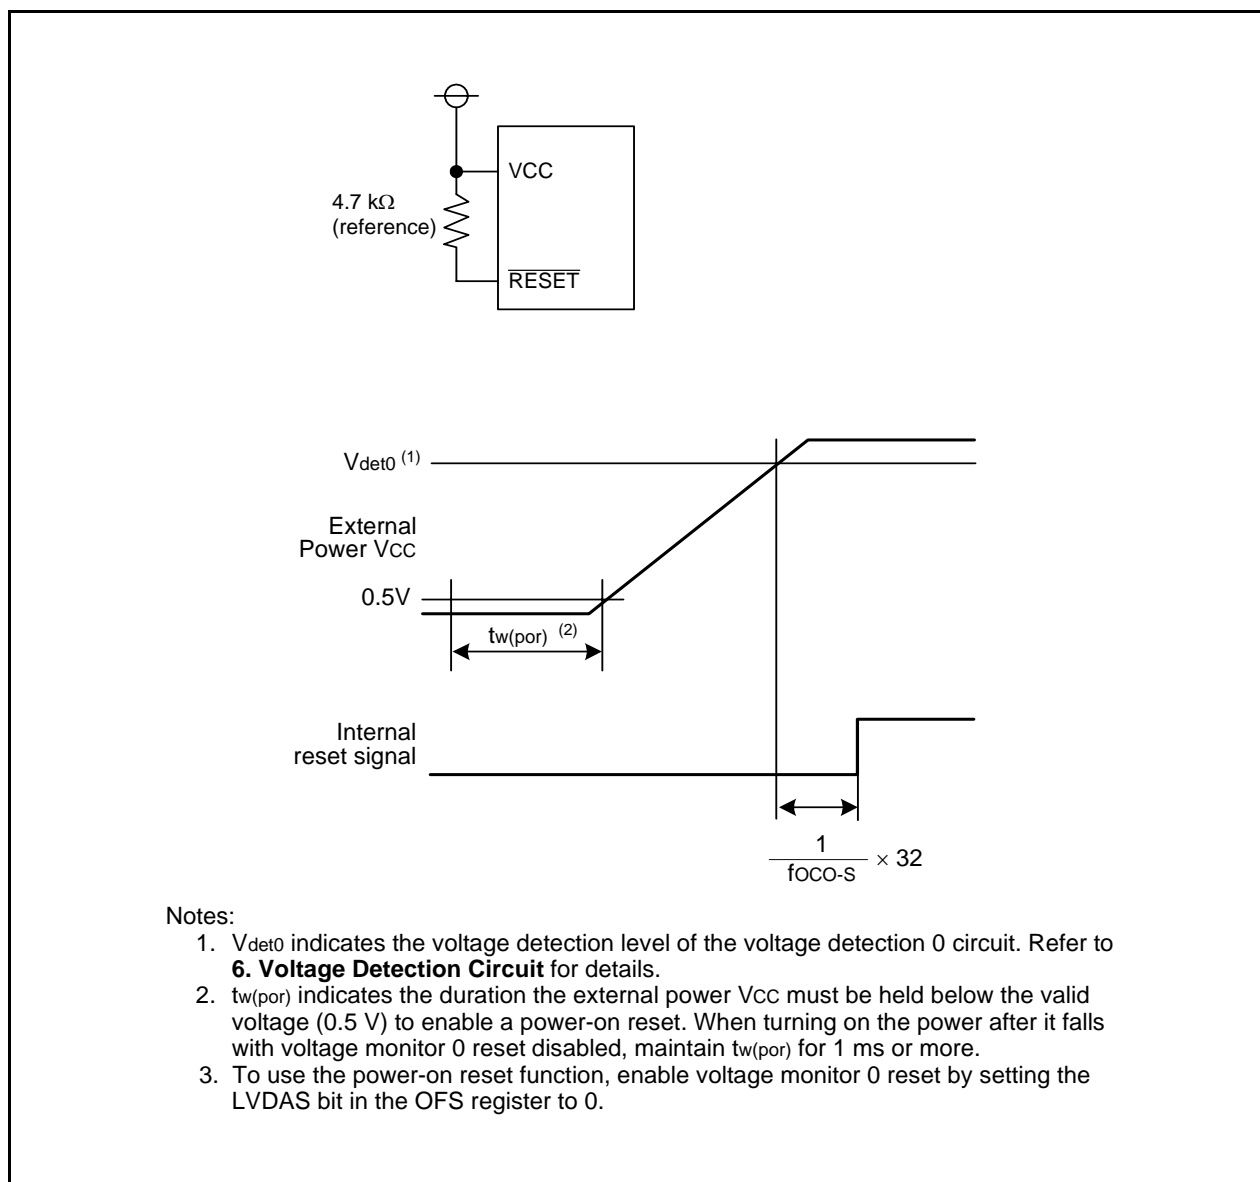 VCC
4.7 kΩ
(reference)
RESET
Vdet0 (1)
External
Power VCC
0.5V
tw(por) (2)
Internal
reset signal
1
fOCO-S
× 32
Notes:
1. Vdet0 indicates the voltage detection level of the voltage detection 0 circuit. Refer to
6. Voltage Detection Circuit for details.
2. tw(por) indicates the duration the external power VCC must be held below the valid
voltage (0.5 V) to enable a power-on reset. When turning on the power after it falls
with voltage monitor 0 reset disabled, maintain tw(por) for 1 ms or more.
3. To use the power-on reset function, enable voltage monitor 0 reset by setting the
LVDAS bit in the OFS register to 0.